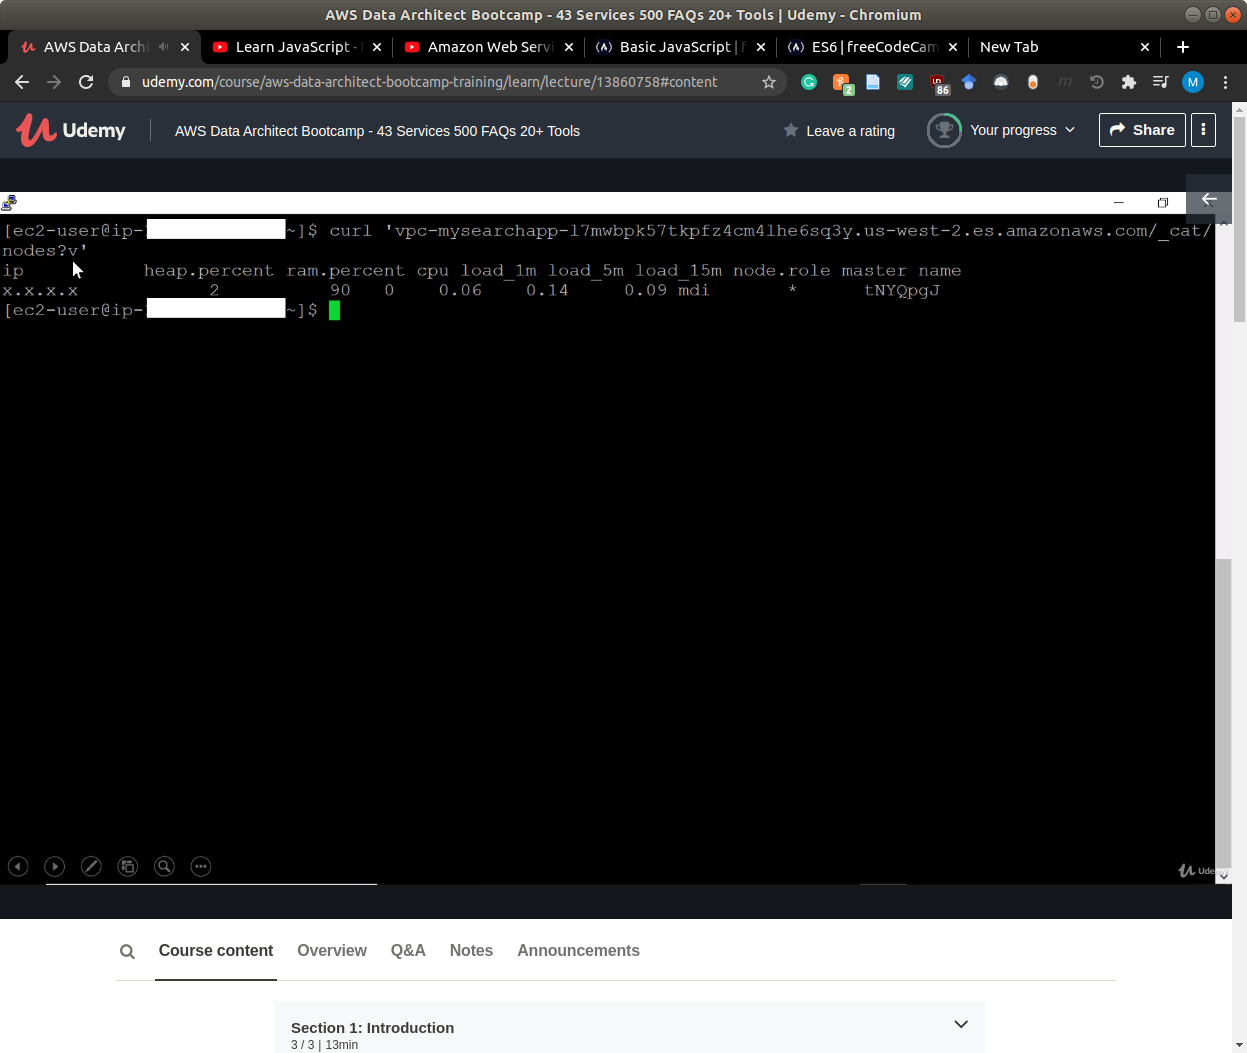 AWS Data Architect Bootcamp - 43 Services 500 FAQs 20+ Tools | Udemy - Chromium
AWS Data Archi Learn JavaScript - Amazon Web Servi Basic JavaScript | f ES6 | freeCodeCam New Tab
udemy.com/course/aws-data-architect-bootcamp-training/learn/lecture/13860758#content 2 86 M
Udemy AWS Data Architect Bootcamp - 43 Services 500 FAQs 20+ Tools Leave a rating Your progress Share
[ec2-user@ip- ~]$ curl 'vpc-mysearchapp-l7mwbpk57tkpfz4cm4lhe6sq3y.us-west-2.es.amazonaws.com/_cat/
nodes?v'
ip heap.percent ram.percent cpu load_1m load_5m load_15m node.role master name
x.x.x.x 2 90 0 0.06 0.14 0.09 mdi * tNYQpgJ
[ec2-user@ip- ~]$
Course content Overview Q&A Notes Announcements
Section 1: Introduction
3 / 3 | 13min